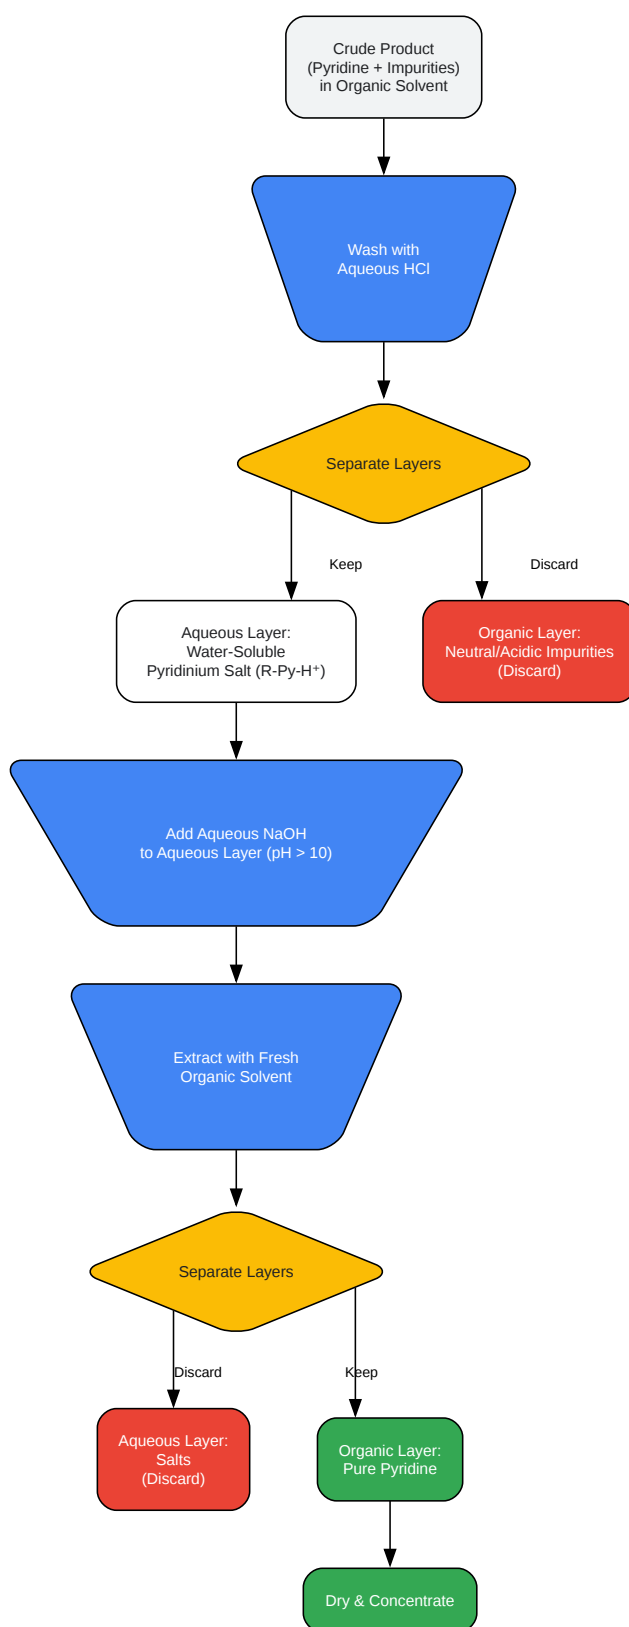 Crude Product
(Pyridine + Impurities)
in Organic Solvent
Wash with
Aqueous HCl
Separate Layers
Keep
Discard
Aqueous Layer:
Water-Soluble
Pyridinium Salt (R-Py-H⁺)
Organic Layer:
Neutral/Acidic Impurities
(Discard)
Add Aqueous NaOH
to Aqueous Layer (pH > 10)
Extract with Fresh
Organic Solvent
Separate Layers
Discard
Keep
Aqueous Layer:
Salts
(Discard)
Organic Layer:
Pure Pyridine
Dry & Concentrate